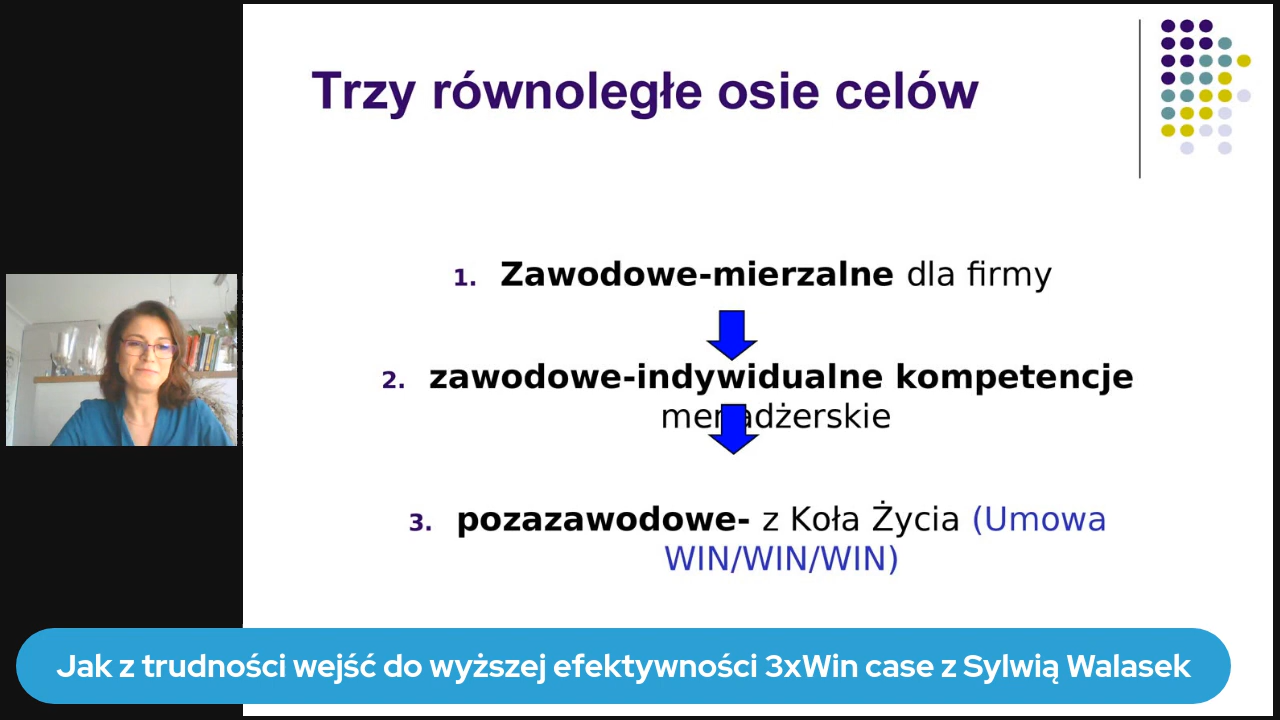 Trzy równoległe osie celów
1. Zawodowe-mierzalne dla firmy
2. zawodowe-indywidualne kompetencje
menadżerskie
3. pozazawodowe- z Koła Życia (Umowa
WIN/WIN/WIN)
Jak z trudności wejść do wyższej efektywności 3xWin case z Sylwią Walasek